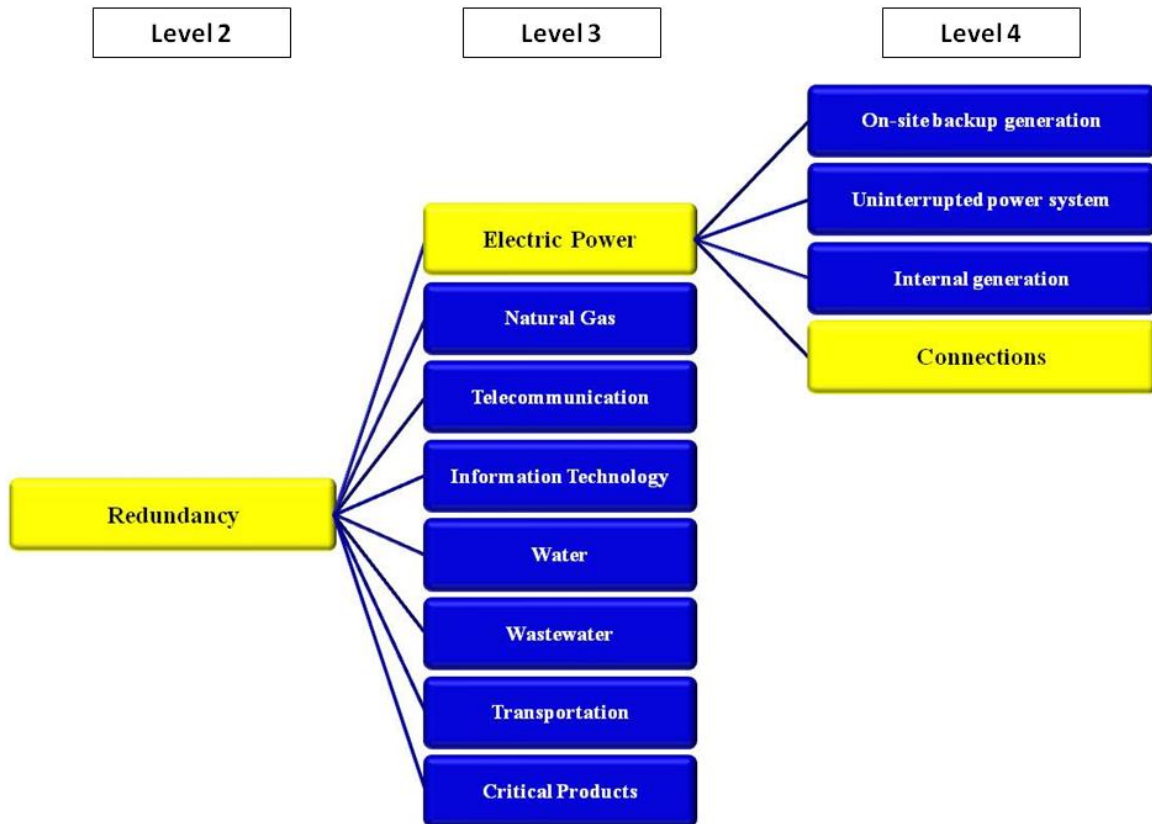 Level 2
Level 3
Level 4
Redundancy
Electric Power
Natural Gas
Telecommunication
Information Technology
Water
Wastewater
Transportation
Critical Products
On-site backup generation
Uninterrupted power system
Internal generation
Connections